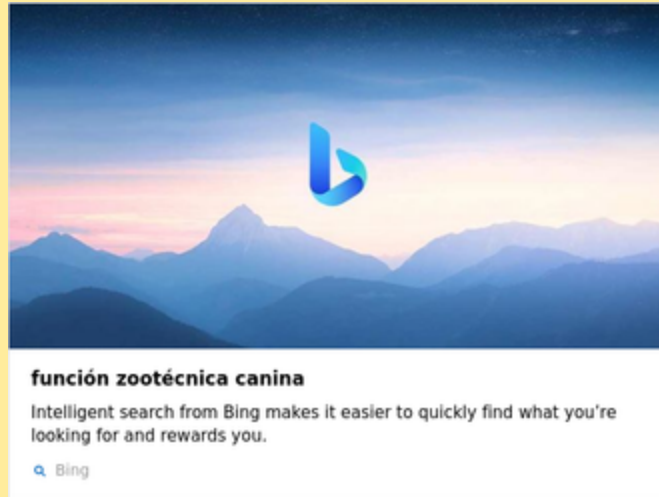 función zootécnica canina
Intelligent search from Bing makes it easier to quickly find what you're
looking for and rewards you.
Bing